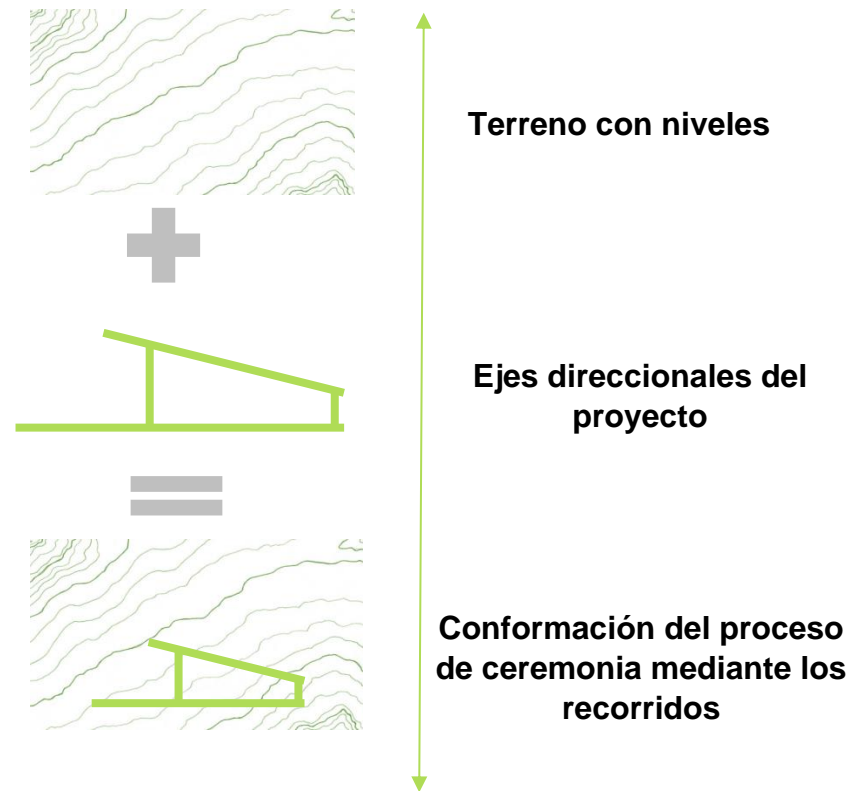 Terreno con niveles
Ejes direccionales del
proyecto
Conformación del proceso
de ceremonia mediante los
recorridos